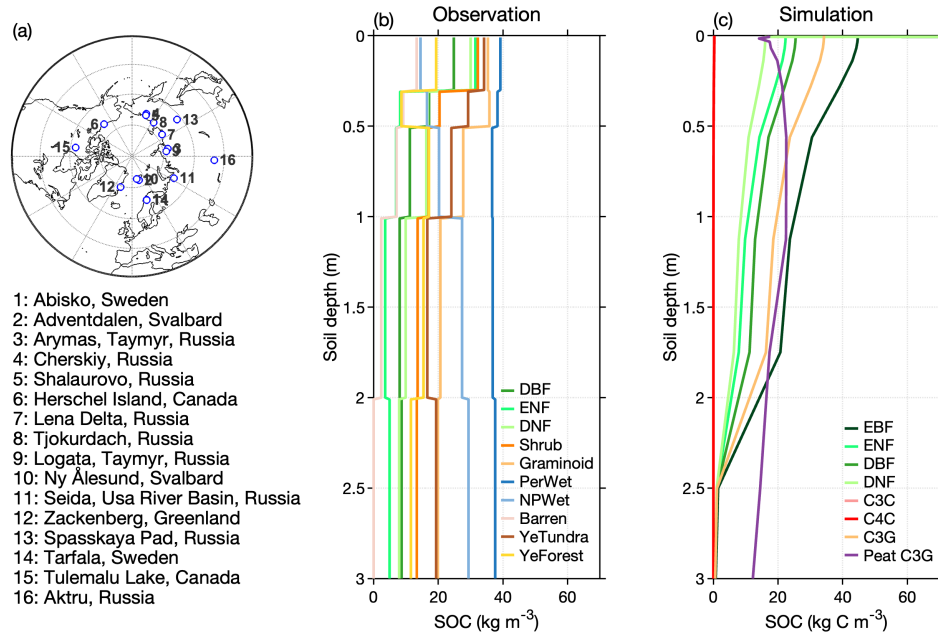 (a)
6
4
8
13
7
15
3
9
16
10
2
11
12
14
1: Abisko, Sweden
2: Adventdalen, Svalbard
3: Arymas, Taymyr, Russia
4: Cherskiy, Russia
5: Shalaurovo, Russia
6: Herschel Island, Canada
7: Lena Delta, Russia
8: Tjokurdach, Russia
9: Logata, Taymyr, Russia
10: Ny Ålesund, Svalbard
11: Seida, Usa River Basin, Russia
12: Zackenberg, Greenland
13: Spasskaya Pad, Russia
14: Tarfala, Sweden
15: Tulemalu Lake, Canada
16: Aktru, Russia
(b)
Observation
0
0.5
1
1.5
2
2.5
3
Soil depth (m)
DBF
ENF
DNF
Shrub
Graminoid
PerWet
NPWet
Barren
YeTundra
YeForest
0 20 40 60
SOC (kg m⁻³)
(c)
Simulation
0
0.5
1
1.5
2
2.5
3
Soil depth (m)
EBF
ENF
DBF
DNF
C3C
C4C
C3G
Peat C3G
0 20 40 60
SOC (kg C m⁻³)